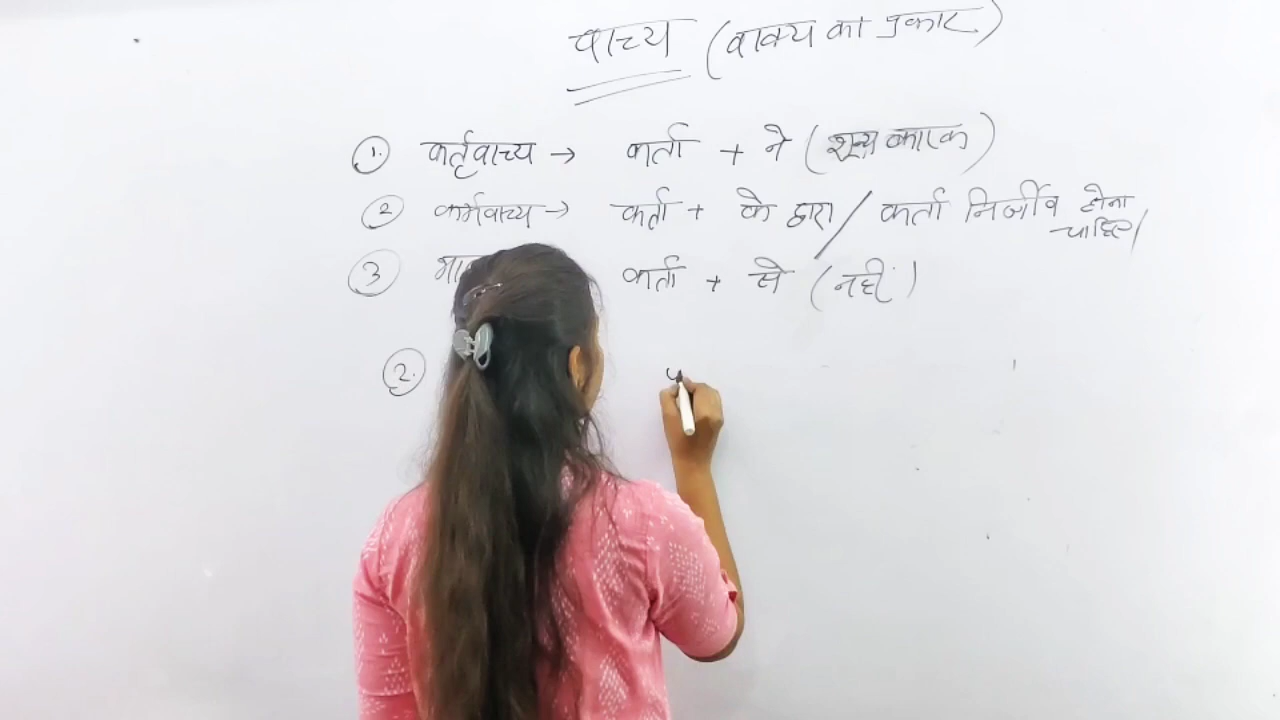 वाच्य (वाक्य का प्रकार)
1. कर्तृवाच्य → कर्ता + ने (शून्य कारक)
2 कर्मवाच्य → कर्ता + के द्वारा / कर्ता निर्जीव होना चाहिए/
3 कर्ता + से (नहीं)
2.